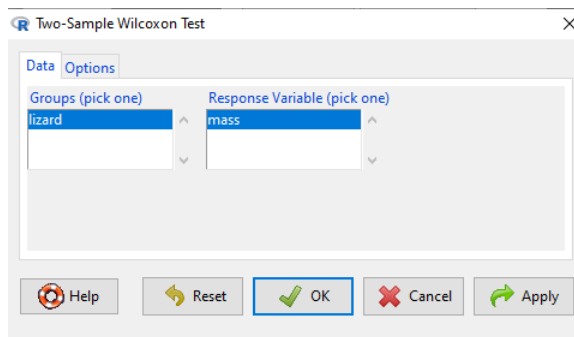 R Two-Sample Wilcoxon Test
Data Options
Groups (pick one) Response Variable (pick one)
lizard mass
Help Reset OK Cancel Apply